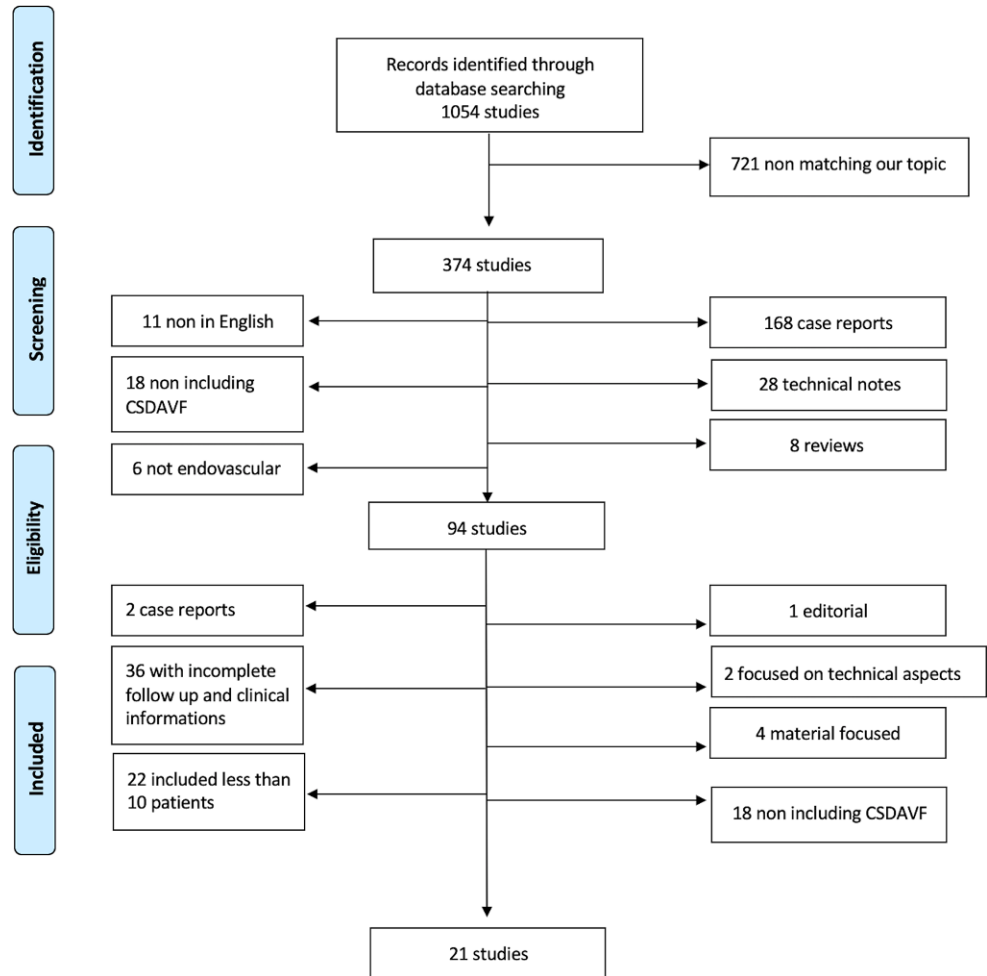 Identification
Records identified through
database searching
1054 studies
721 non matching our topic
Screening
374 studies
11 non in English
168 case reports
18 non including
CSDAVF
28 technical notes
8 reviews
6 not endovascular
Eligibility
94 studies
2 case reports
1 editorial
36 with incomplete
follow up and clinical
informations
2 focused on technical aspects
Included
4 material focused
22 included less than
10 patients
18 non including CSDAVF
21 studies